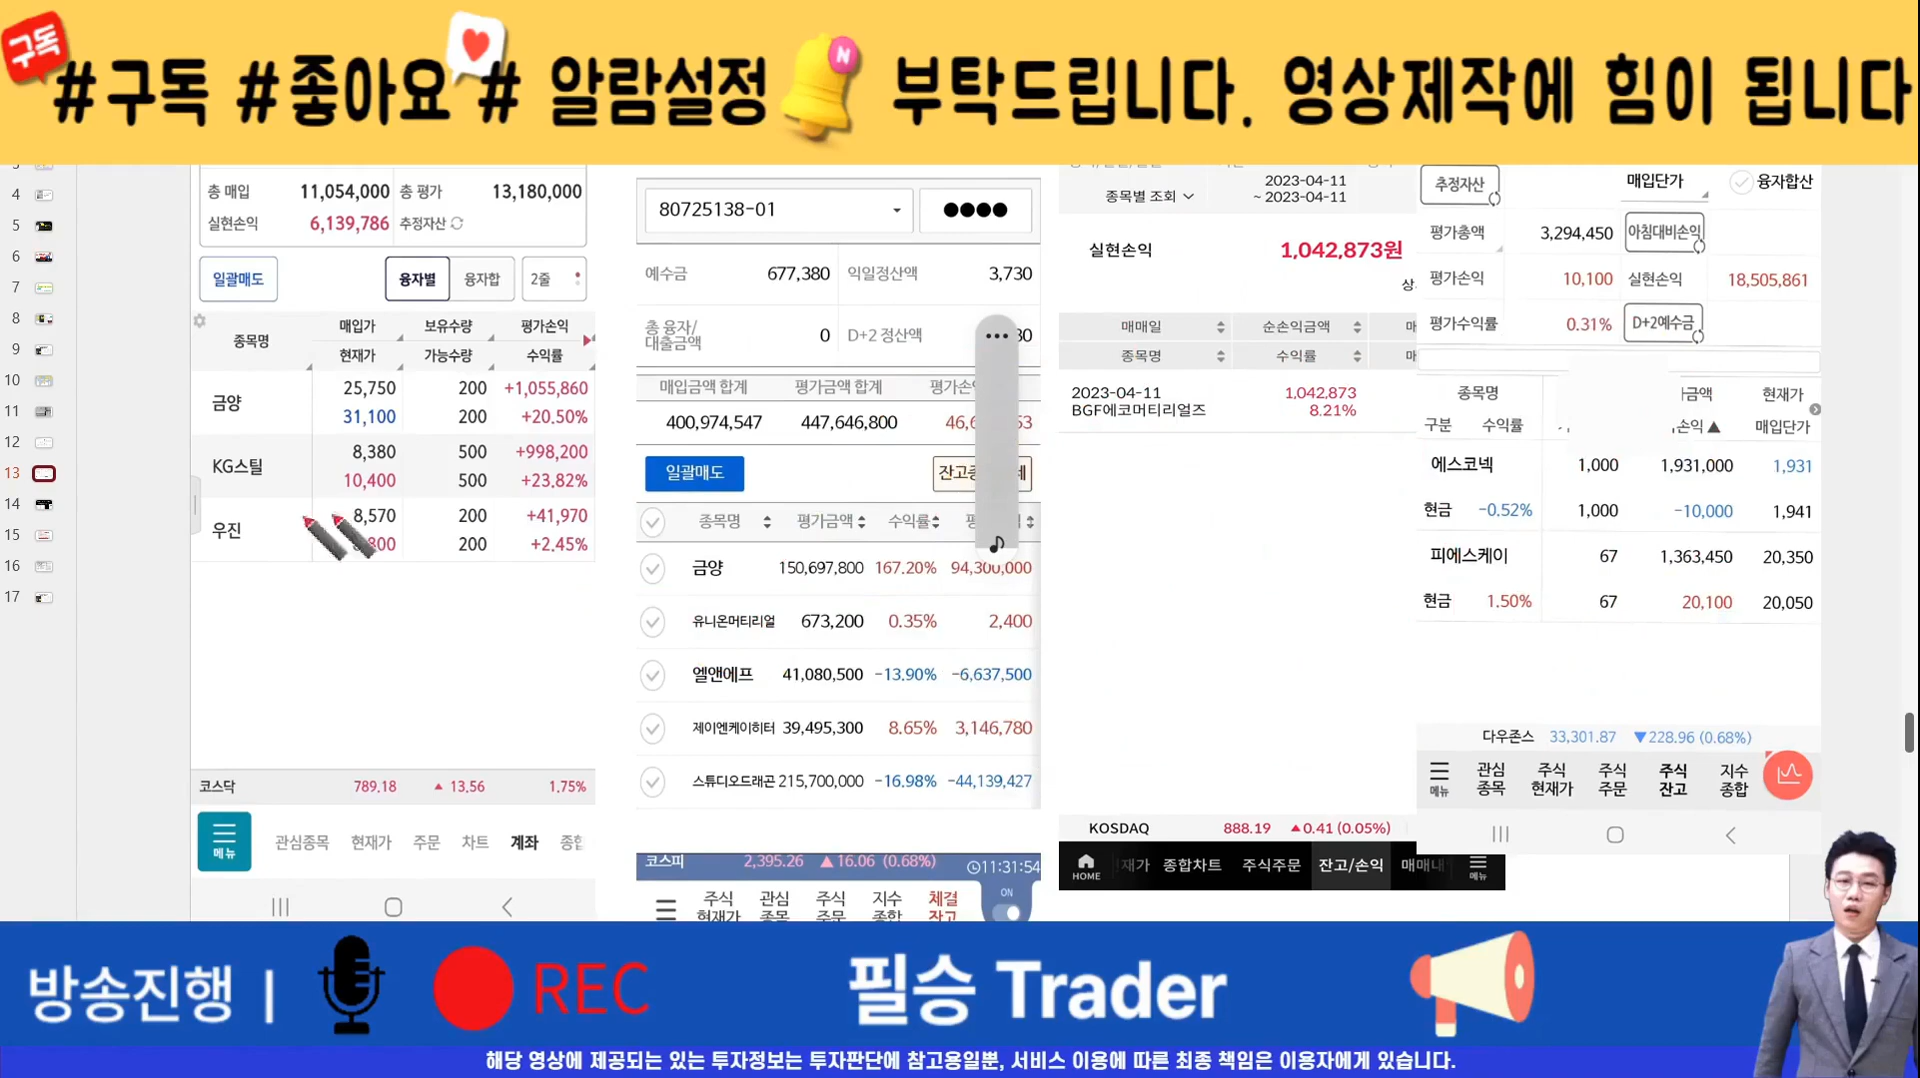 구독
N
#구독 #좋아요 # 알람설정 부탁드립니다. 영상제작에 힘이 됩니다
4
5
6
7
8
9
10
11
12
13
14
15
16
17
총 매입 11,054,000 총 평가 13,180,000
실현손익 6,139,786 추정자산
일괄매도 융자별 융자합 2줄
종목명 매입가 보유수량 평가손익
현재가 가능수량 수익률
금양 25,750 200 +1,055,860
31,100 200 +20.50%
KG스틸 8,380 500 +998,200
10,400 500 +23.82%
우진 8,570 200 +41,970
800 200 +2.45%
코스닥 789.18 ▲ 13,56 1.75%
메뉴 관심종목 현재가 주문 차트 계좌 종합
80725138-01 ●●●●
예수금 677,380 익일정산액 3,730
총 융자/
대출금액 0 D+2 정산액
매입금액 합계 평가금액 합계
400,974,547 447,646,800
일괄매도
종목명 평가금액 수익률
금양 150,697,800 167.20% 94,300,000
유니온머티리얼 673,200 0.35% 2,400
엘앤에프 41,080,500 -13.90% -6,637,500
제이엔케이히터 39,495,300 8.65% 3,146,780
스튜디오드래곤 215,700,000 -16.98% -44,139,427
코스피 2,395.26 ▲ 16.06 (0.68%) 11:31:54
ON
주식 관심 주식 지수 체결
현재가 종목 주문 종합 잔고
종목별 조회 2023-04-11
~ 2023-04-11
실현손익 1,042,873원
매매일 순손익금액
종목명 수익률
2023-04-11 1,042,873
BGF에코머티리얼즈 8.21%
KOSDAQ 888.19 ▲0.41 (0.05%)
HOME 종합차트 주식주문 잔고/손익 메뉴
추정자산 매입단가 융자합산
평가총액 3,294,450 아침대비손익
평가손익 10,100 실현손익 18,505,861
평가수익률 0.31% D+2예수금
종목명 현재가
구분 수익률 손익▲ 매입단가
에스코넥 1,000 1,931,000 1,931
현금 -0.52% 1,000 -10,000 1,941
피에스케이 67 1,363,450 20,350
현금 1.50% 67 20,100 20,050
다우존스 33,301.87 ▼228.96 (0.68%)
메뉴 관심 주식 주식 주식 지수
종목 현재가 주문 잔고 종합
방송진행 | REC 필승 Trader
해당 영상에 제공되는 있는 투자정보는 투자판단에 참고용일뿐, 서비스 이용에 따른 최종 책임은 이용자에게 있습니다.